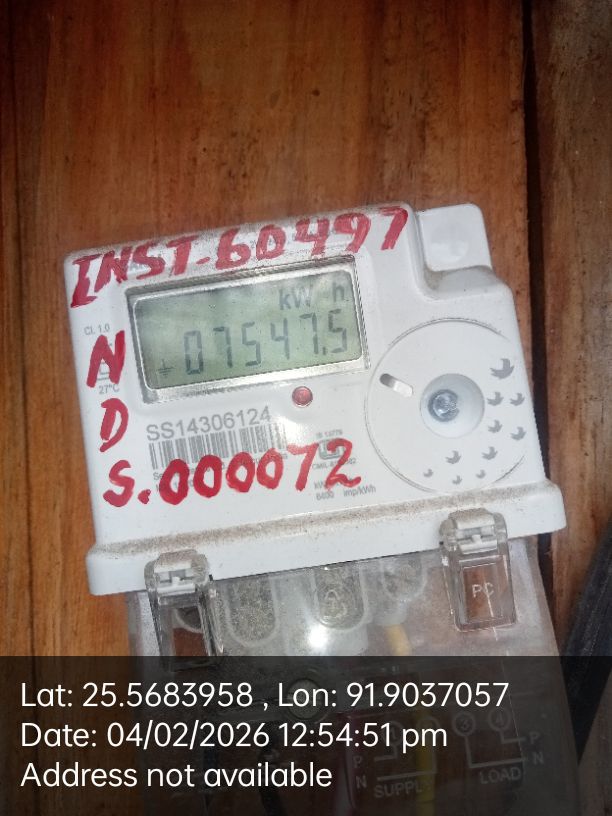 INST-60497
kW h
07547.5
CL 1.0
27°C
N
D
SS14306124
S.000072
6400 imp/kWh
PC
P
N
SUPPLY
LOAD
P
N
Lat: 25.5683958 , Lon: 91.9037057
Date: 04/02/2026 12:54:51 pm
Address not available